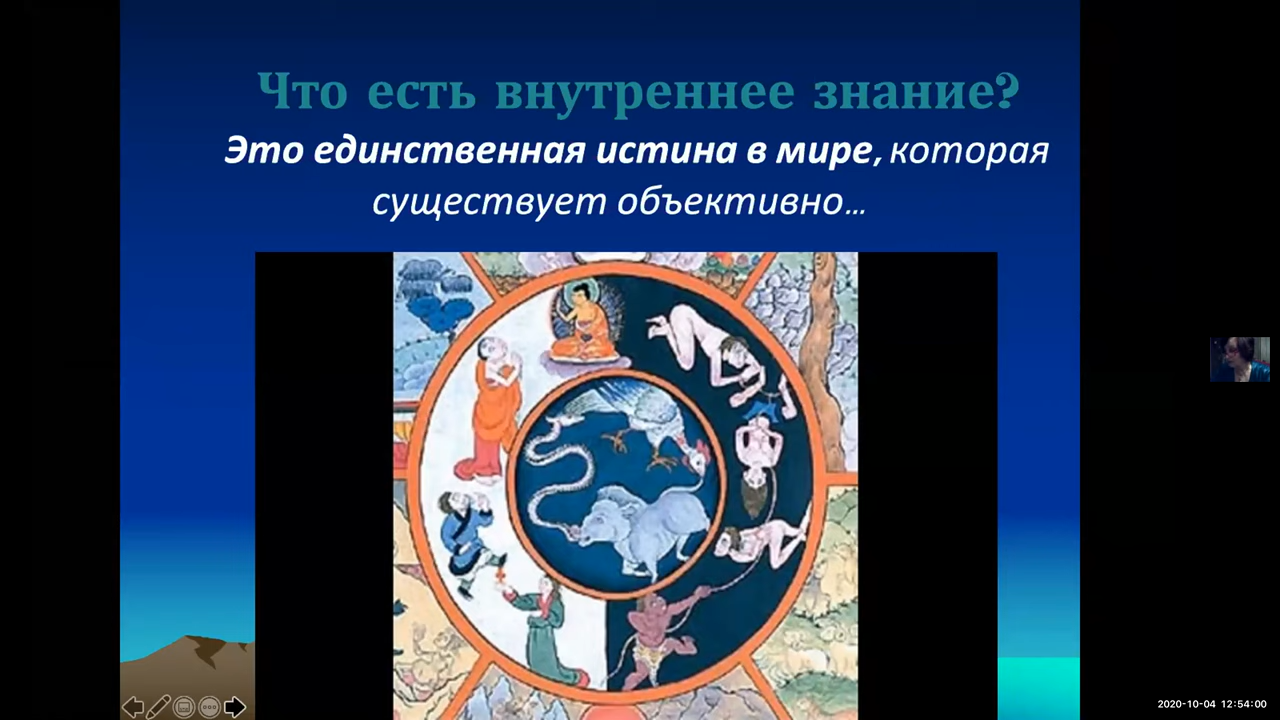 Что есть внутреннее знание?
Это единственная истина в мире, которая
существует объективно...
2020-10-04 12:54:00